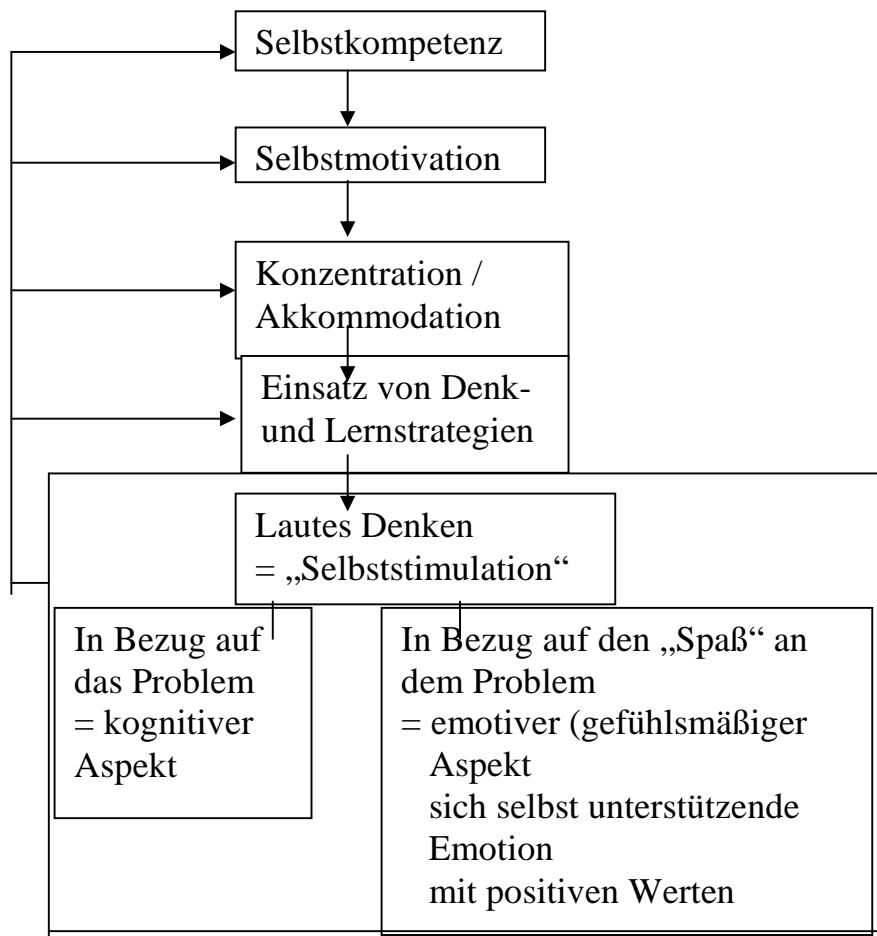 Selbstkompetenz
Selbstmotivation
Konzentration /
Akkommodation
Einsatz von Denk-
und Lernstrategien
Lautes Denken
= „Selbststimulation“
In Bezug auf
das Problem
= kognitiver
Aspekt
In Bezug auf den „Spaß“ an
dem Problem
= emotiver (gefühlsmäßiger
Aspekt
sich selbst unterstützende
Emotion
mit positiven Werten